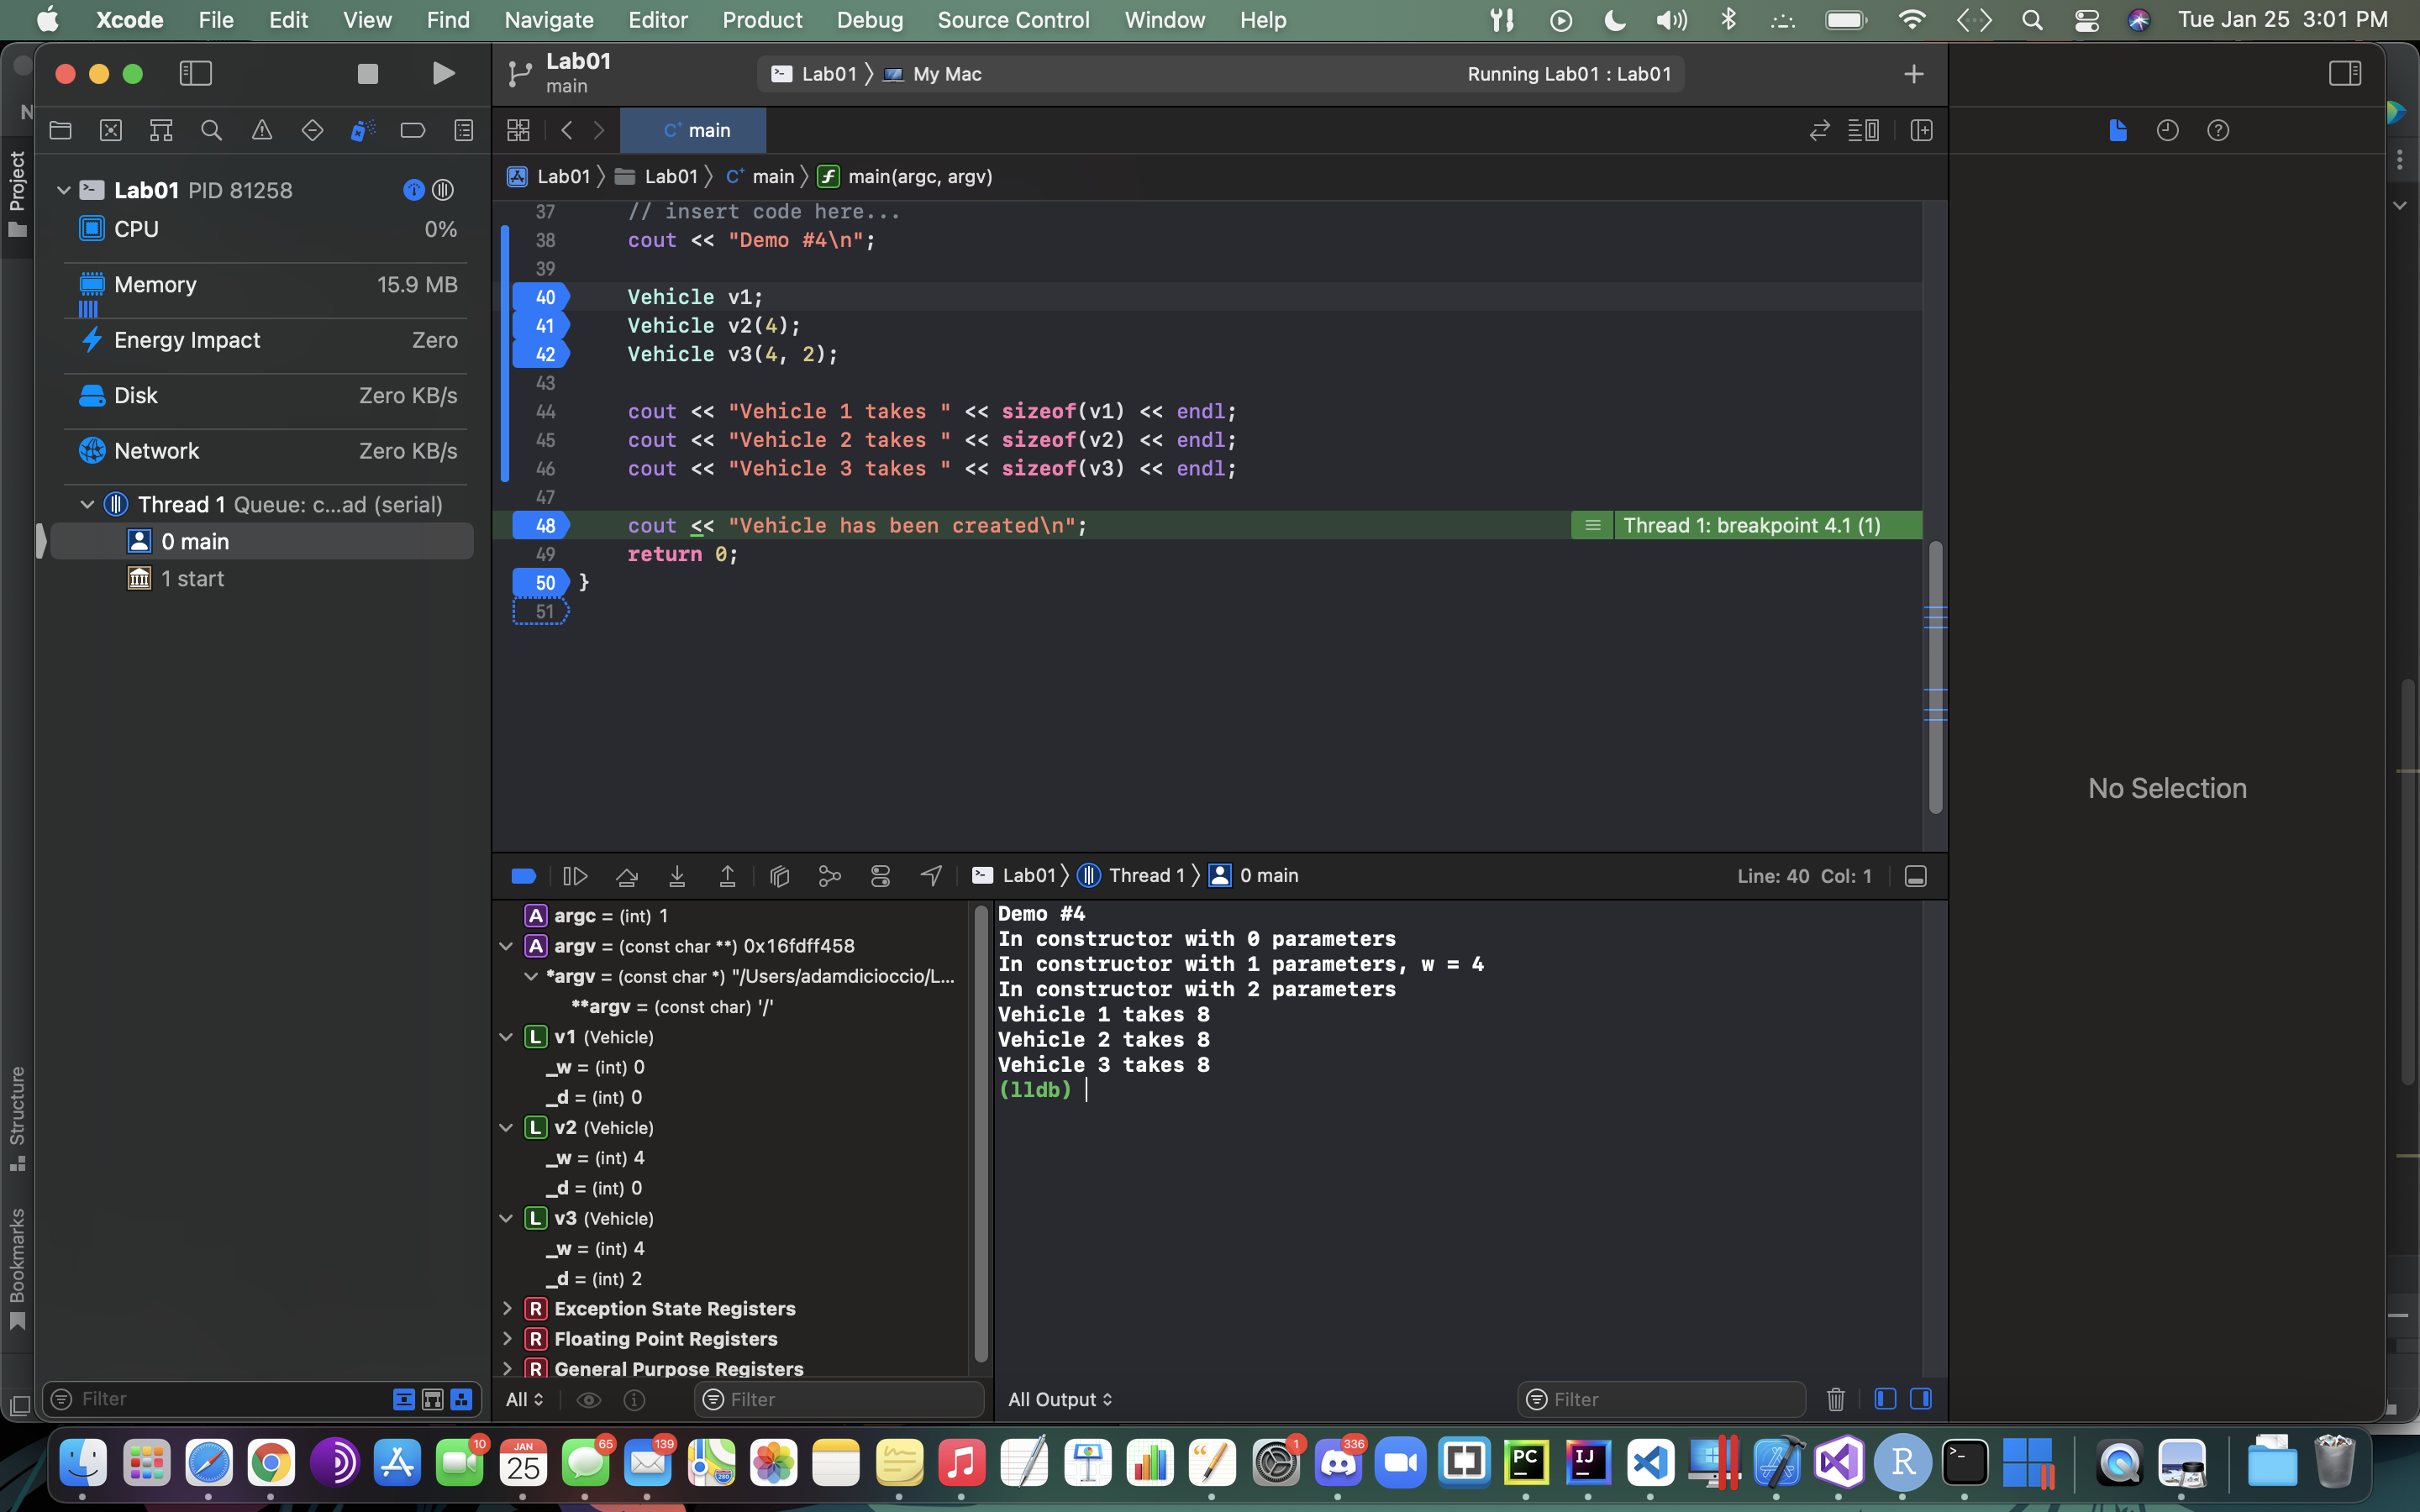 Xcode File Edit View Find Navigate Editor Product Debug Source Control Window Help Tue Jan 25 3:01 PM
Lab01
main
Lab01 My Mac
Running Lab01 : Lab01
N
Project
Structure
Bookmarks
Lab01 PID 81258
CPU 0%
Memory 15.9 MB
Energy Impact Zero
Disk Zero KB/s
Network Zero KB/s
Thread 1 Queue: c...ad (serial)
0 main
1 start
Filter
main
Lab01 Lab01 main main(argc, argv)
37 // insert code here...
38 cout << "Demo #4\n";
39
40 Vehicle v1;
41 Vehicle v2(4);
42 Vehicle v3(4, 2);
43
44 cout << "Vehicle 1 takes " << sizeof(v1) << endl;
45 cout << "Vehicle 2 takes " << sizeof(v2) << endl;
46 cout << "Vehicle 3 takes " << sizeof(v3) << endl;
47
48 cout << "Vehicle has been created\n"; Thread 1: breakpoint 4.1 (1)
49 return 0;
50 }
51
No Selection
Lab01 Thread 1 0 main
Line: 40 Col: 1
A argc = (int) 1
A argv = (const char **) 0x16fdff458
*argv = (const char *) "/Users/adamdicioccio/L...
**argv = (const char) '/'
L v1 (Vehicle)
_w = (int) 0
_d = (int) 0
L v2 (Vehicle)
_w = (int) 4
_d = (int) 0
L v3 (Vehicle)
_w = (int) 4
_d = (int) 2
R Exception State Registers
R Floating Point Registers
R General Purpose Registers
All
Filter
Demo #4
In constructor with 0 parameters
In constructor with 1 parameters, w = 4
In constructor with 2 parameters
Vehicle 1 takes 8
Vehicle 2 takes 8
Vehicle 3 takes 8
(lldb)
All Output
Filter
10
JAN
25
65
139
280
1
336
PC
IJ
R